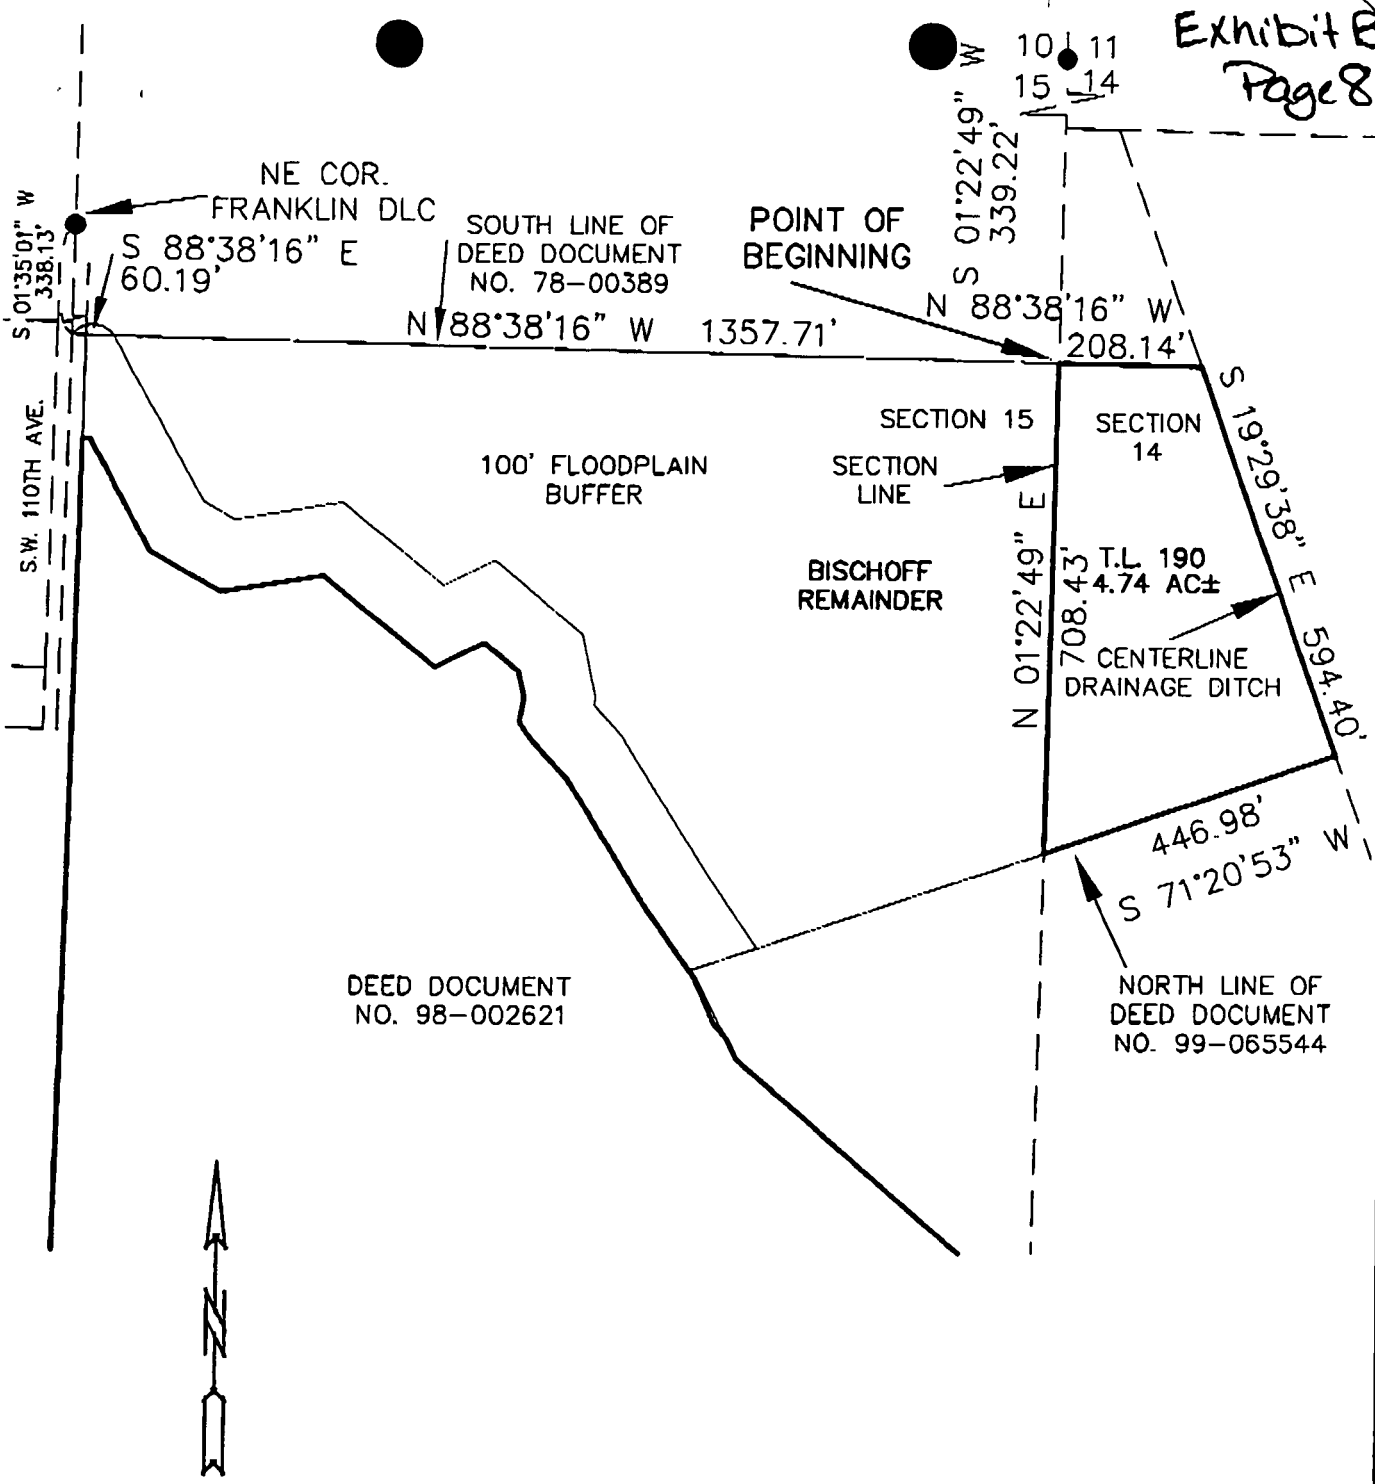 Exhibit B
Page 8
10 11
15 14
S 01°22'49" W
339.22'
NE COR.
FRANKLIN DLC
S 01°35'01" W
338.13'
S 88°38'16" E
60.19'
SOUTH LINE OF
DEED DOCUMENT
NO. 78-00389
POINT OF
BEGINNING
N 88°38'16" W 1357.71'
N 88°38'16" W
208.14'
S.W. 110TH AVE.
100' FLOODPLAIN
BUFFER
SECTION 15
SECTION
14
SECTION
LINE
S 19°29'38" E 594.40'
BISCHOFF
REMAINDER
N 01°22'49" E
708.43'
T.L. 190
4.74 AC±
CENTERLINE
DRAINAGE DITCH
446.98'
S 71°20'53" W
DEED DOCUMENT
NO. 98-002621
NORTH LINE OF
DEED DOCUMENT
NO. 99-065544
N